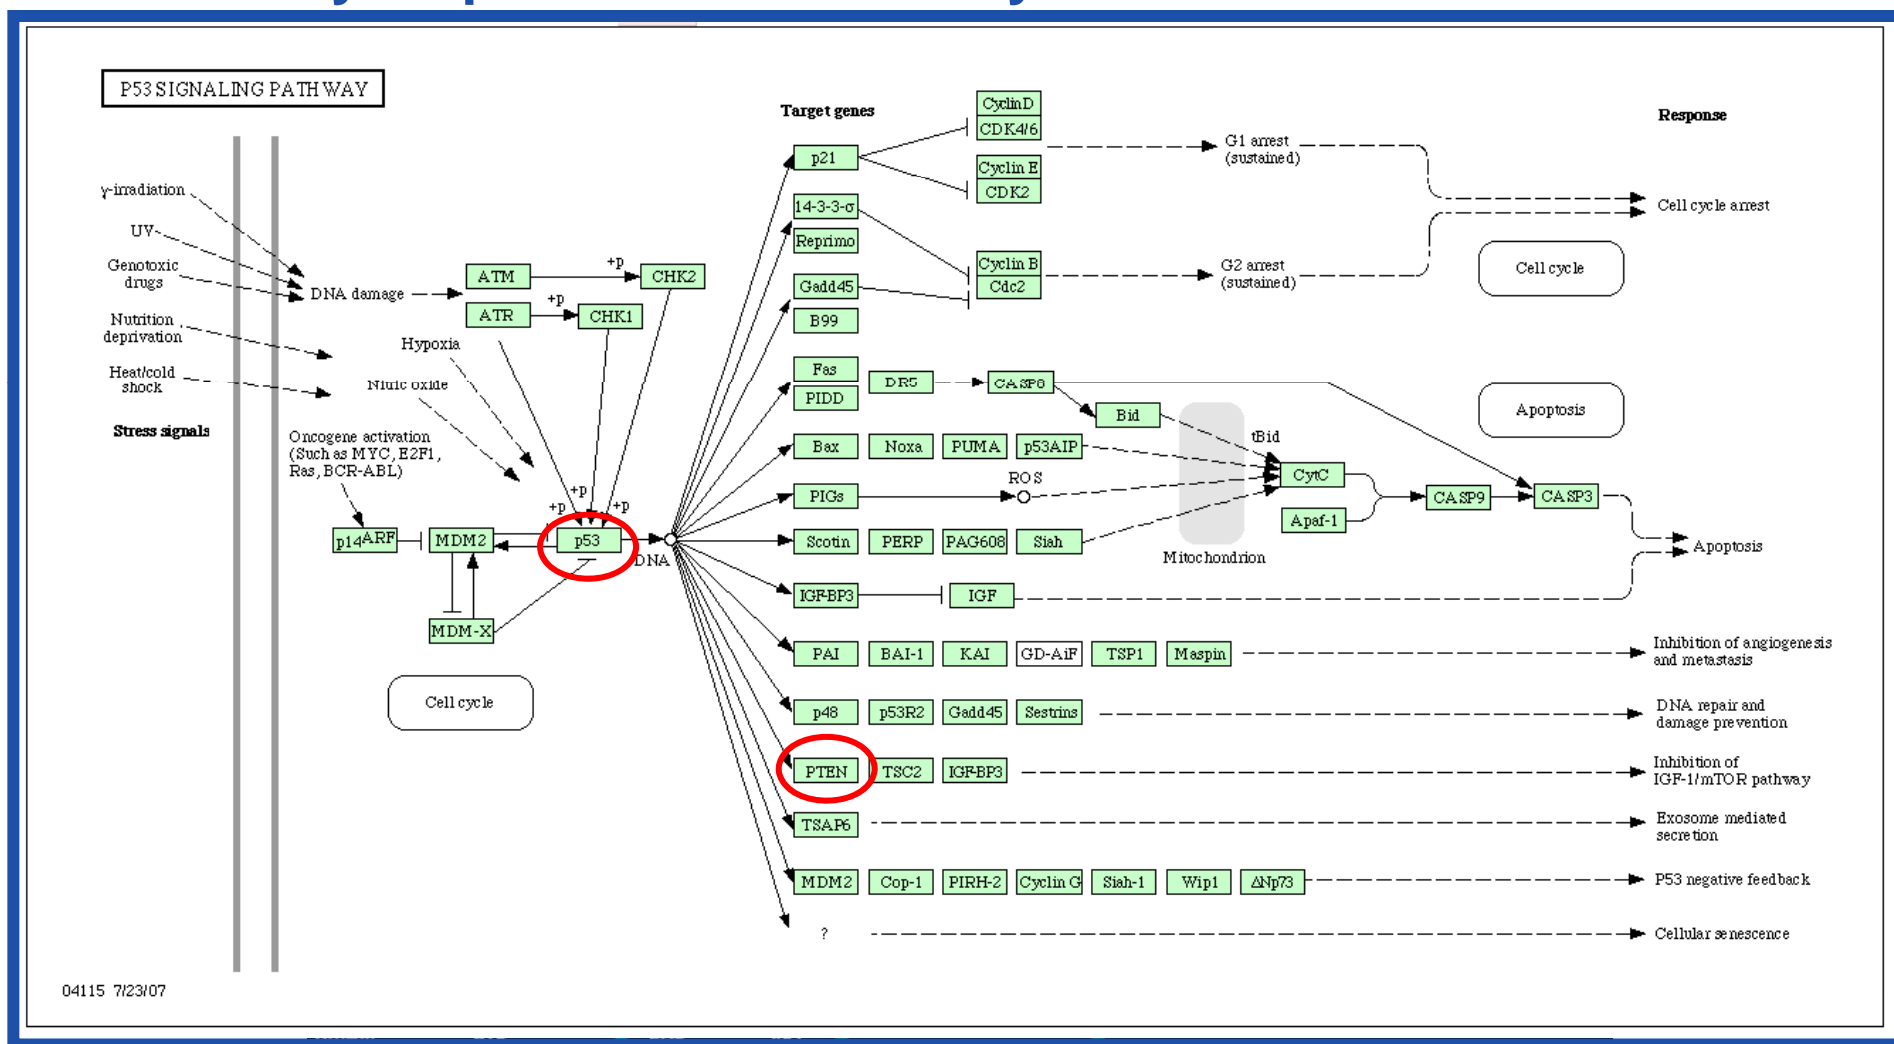 P53 SIGNALING PATHWAY
Target genes
Response
γ-irradiation
UV
Genotoxic
drugs
Nutrition
deprivation
Heat/cold
shock
Stress signals
DNA damage
ATM
+p
CHK2
ATR
+p
CHK1
Hypoxia
Nitric oxide
Oncogene activation
(Such as MYC, E2F1,
Ras, BCR-ABL)
+p
+p
+p
p14ARF
MDM2
p53
DNA
MDM-X
Cell cycle
p21
Cyclin D
CDK4/6
Cyclin E
CDK2
G1 arrest
(sustained)
14-3-3-σ
Reprimo
Gadd45
B99
Cyclin B
Cdc2
G2 arrest
(sustained)
Cell cycle arrest
Cell cycle
Fas
PIDD
DR5
CASP8
Bid
tBid
Apoptosis
Bax
Noxa
PUMA
p53AIP
CytC
PIGs
ROS
CASP9
CASP3
Apaf-1
Scotin
PERP
PAG608
Siah
Mitochondrion
Apoptosis
IGF-BP3
IGF
PAI
BAI-1
KAI
GD-AiF
TSP1
Maspin
Inhibition of angiogenesis
and metastasis
p48
p53R2
Gadd45
Sestrins
DNA repair and
damage prevention
PTEN
TSC2
IGF-BP3
Inhibition of
IGF-1/mTOR pathway
TSAP6
Exosome mediated
secretion
MDM2
Cop-1
PIRH-2
Cyclin G
Siah-1
Wip1
ΔNp73
P53 negative feedback
?
Cellular senescence
04115 7/23/07